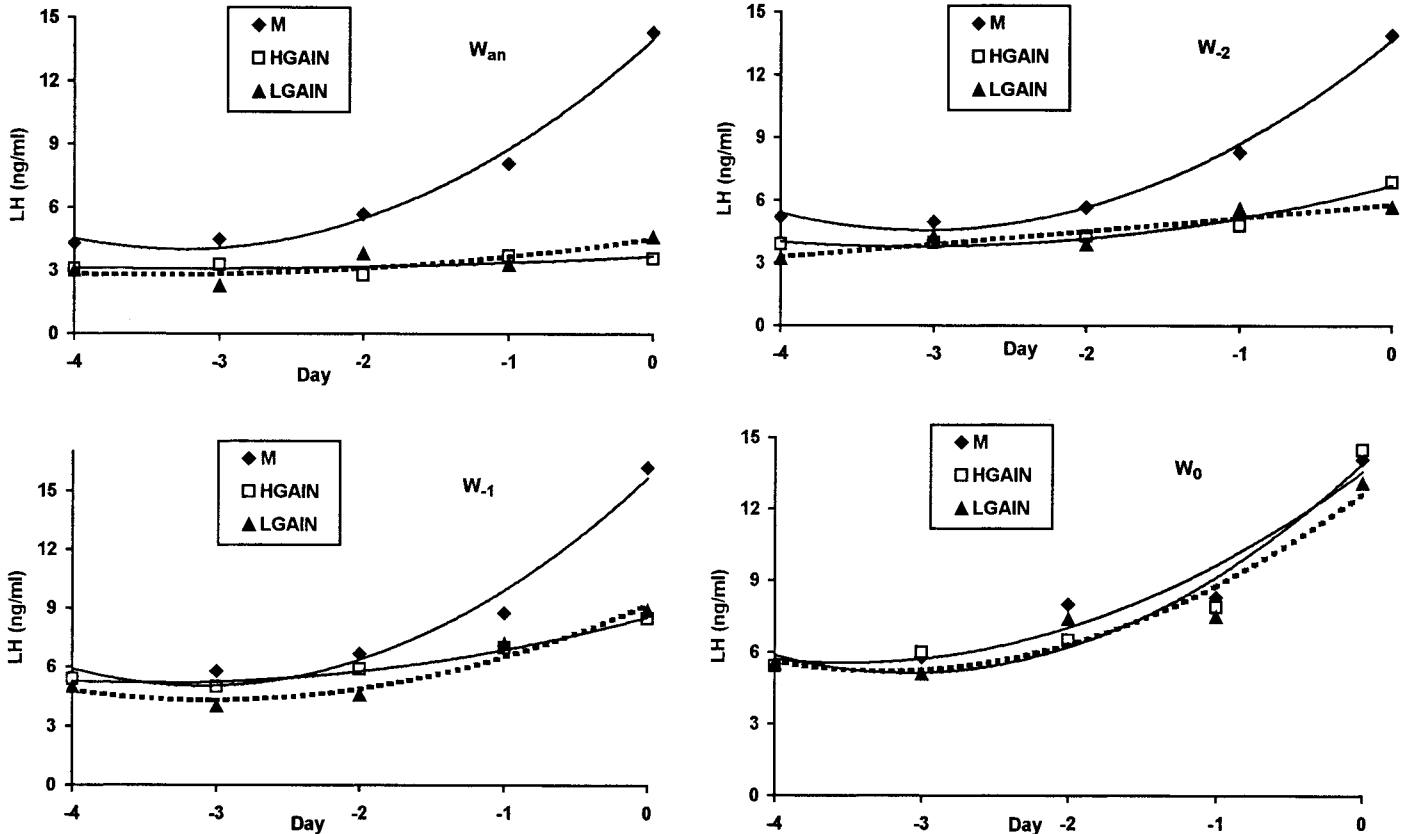 15
12
9
6
3
0
LH (ng/ml)
M
HGAIN
LGAIN
W_an
-4 -3 -2 -1 0
Day
15
12
9
6
3
0
LH (ng/ml)
M
HGAIN
LGAIN
W_-2
-4 -3 -2 -1 0
Day
15
12
9
6
3
0
LH (ng/ml)
M
HGAIN
LGAIN
W_-1
-4 -3 -2 -1 0
Day
15
12
9
6
3
0
LH (ng/ml)
M
HGAIN
LGAIN
W_0
-4 -3 -2 -1 0
Day